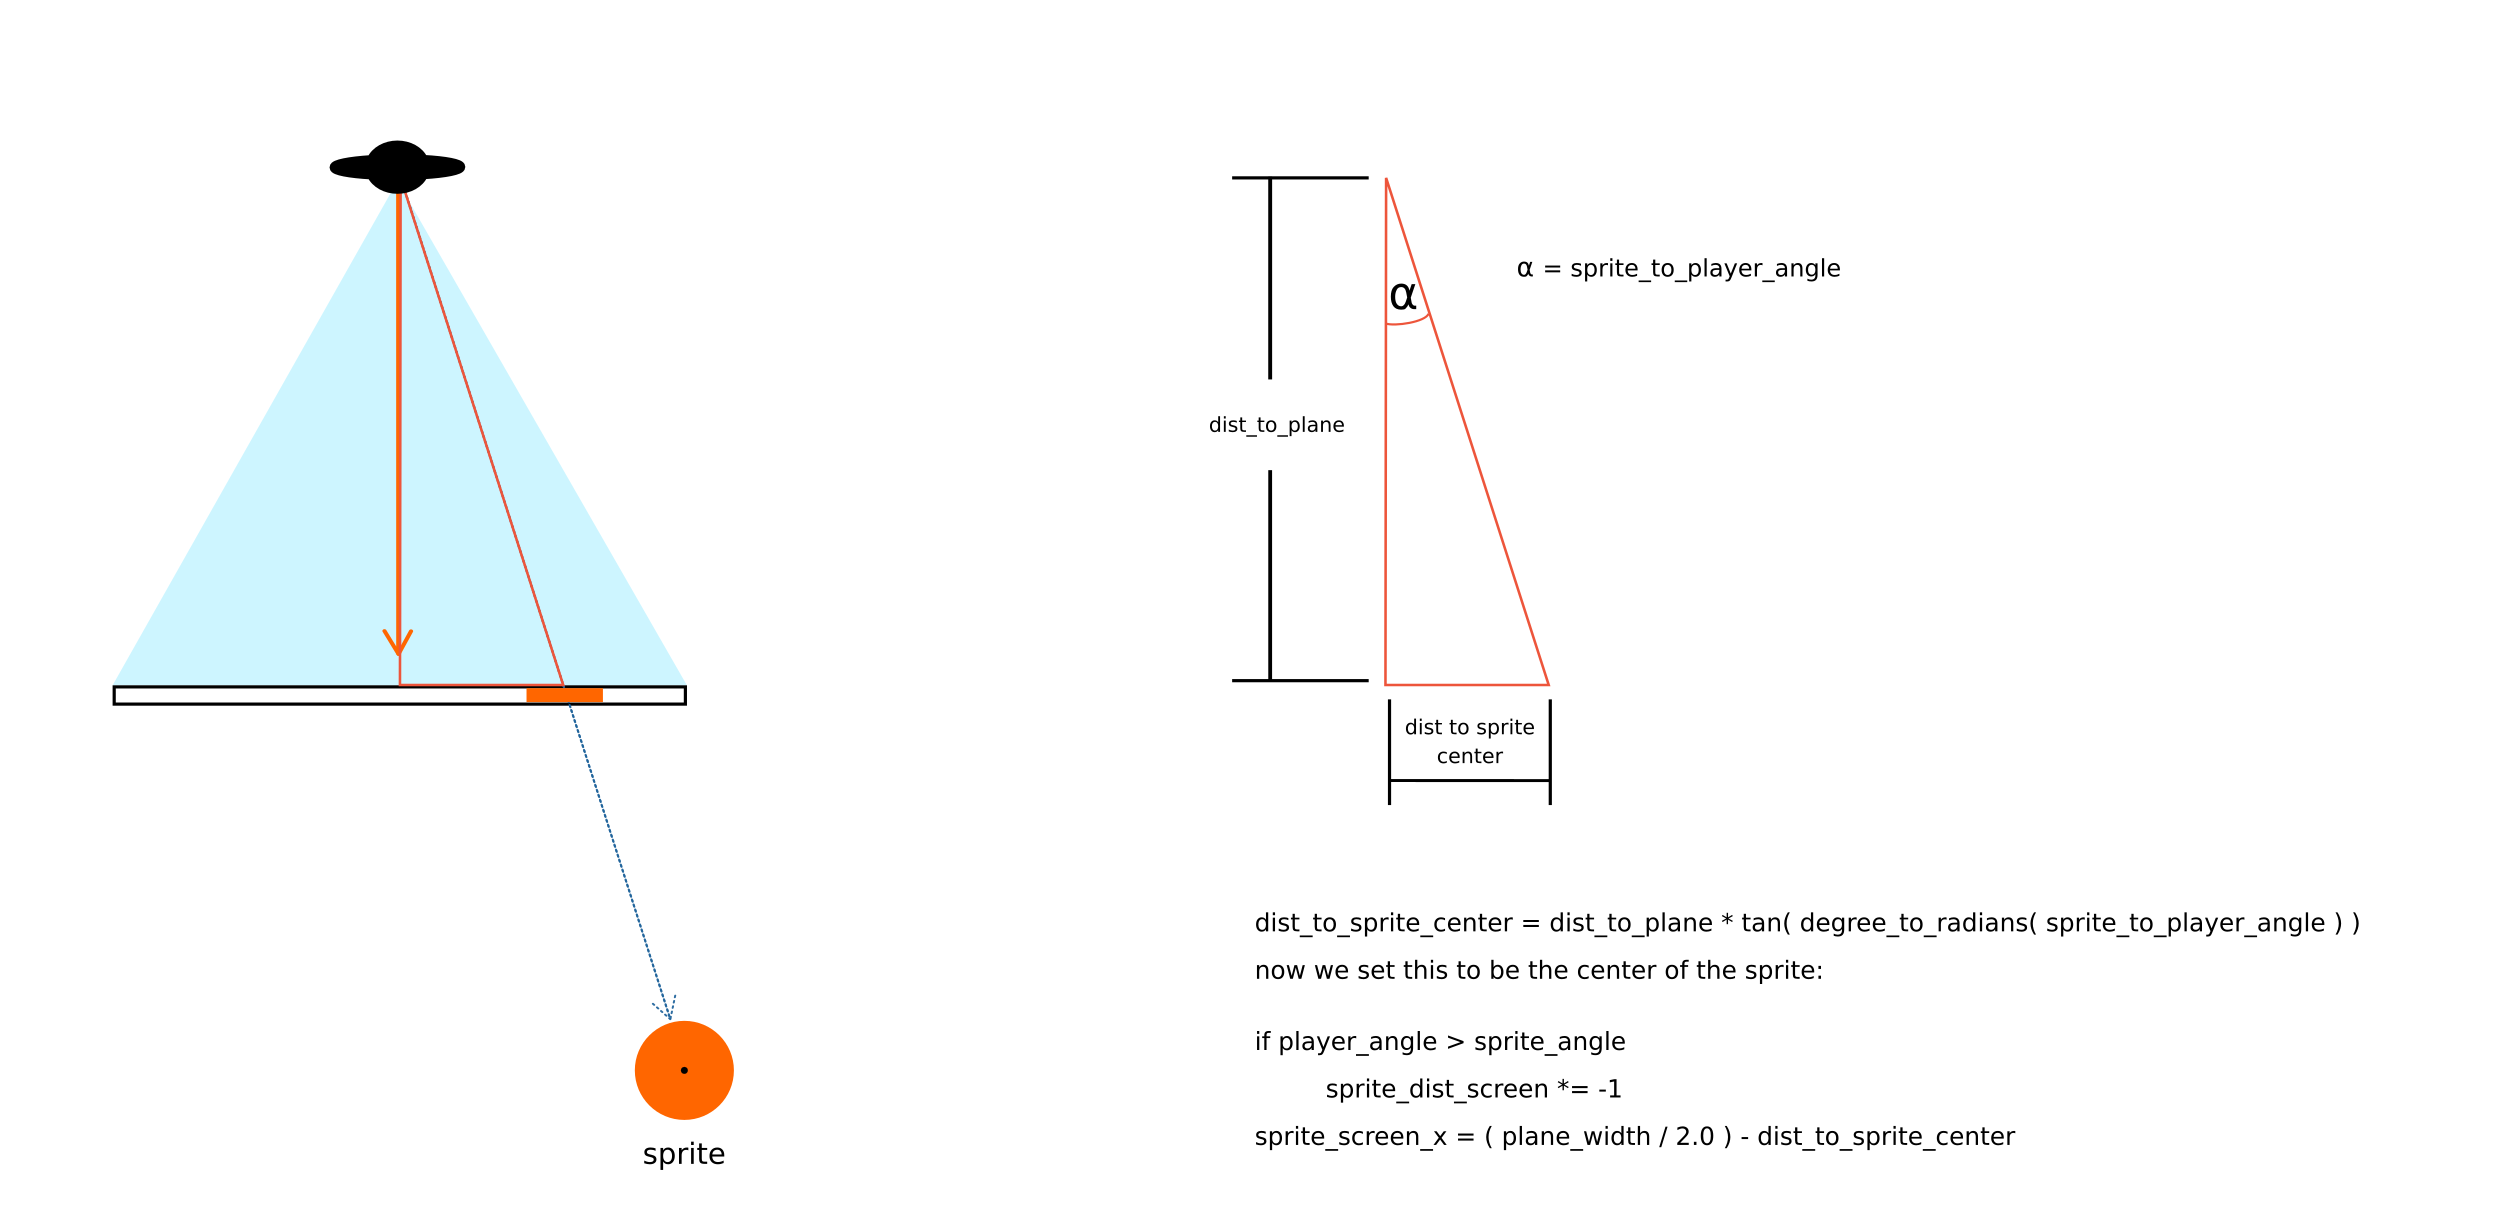 α = sprite_to_player_angle
α
dist_to_plane
dist to sprite
center
dist_to_sprite_center = dist_to_plane * tan( degree_to_radians( sprite_to_player_angle ) )
now we set this to be the center of the sprite:
if player_angle > sprite_angle
sprite_dist_screen *= -1
sprite_screen_x = ( plane_width / 2.0 ) - dist_to_sprite_center
sprite